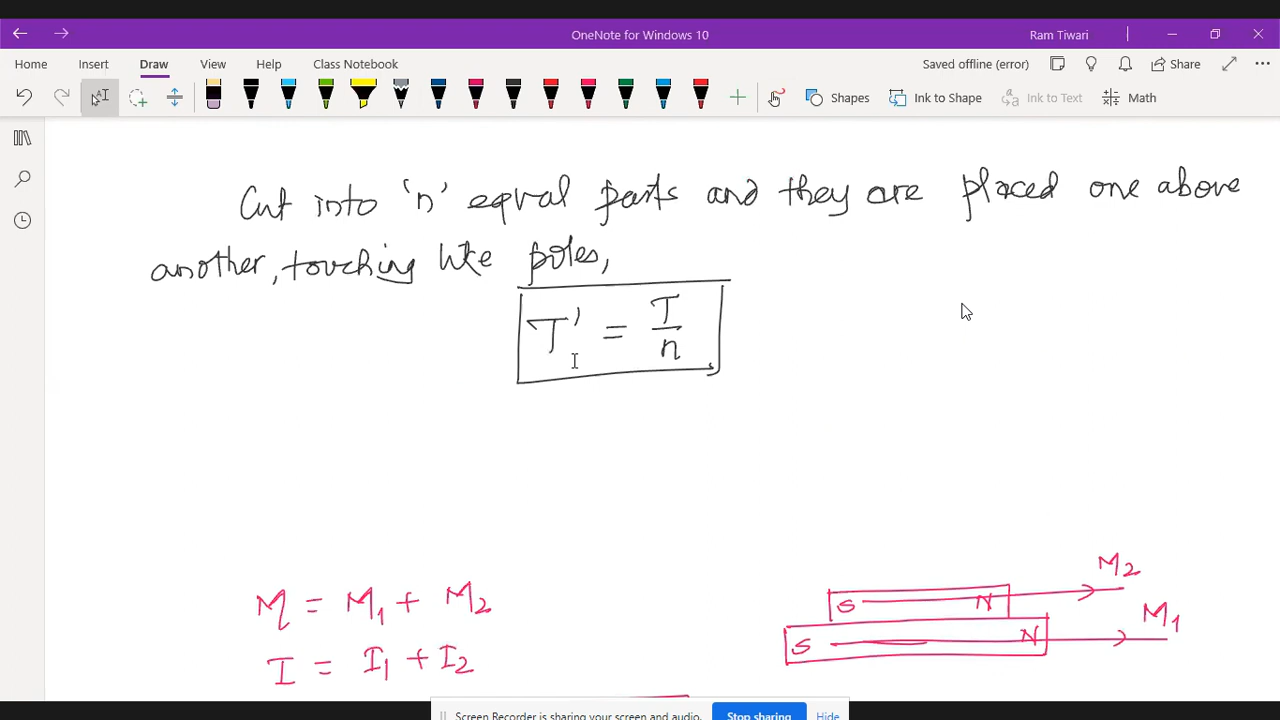 OneNote for Windows 10
Ram Tiwari
Home Insert Draw View Help Class Notebook
Saved offline (error) Share
Shapes Ink to Shape Ink to Text Math
Cut into 'n' equal parts and they are placed one above
another, touching like poles,
T' = T/n
M = M₁ + M₂
I = I₁ + I₂
M₂
S N
M₁
S N
Screen Recorder is sharing your screen and audio. Stop sharing Hide